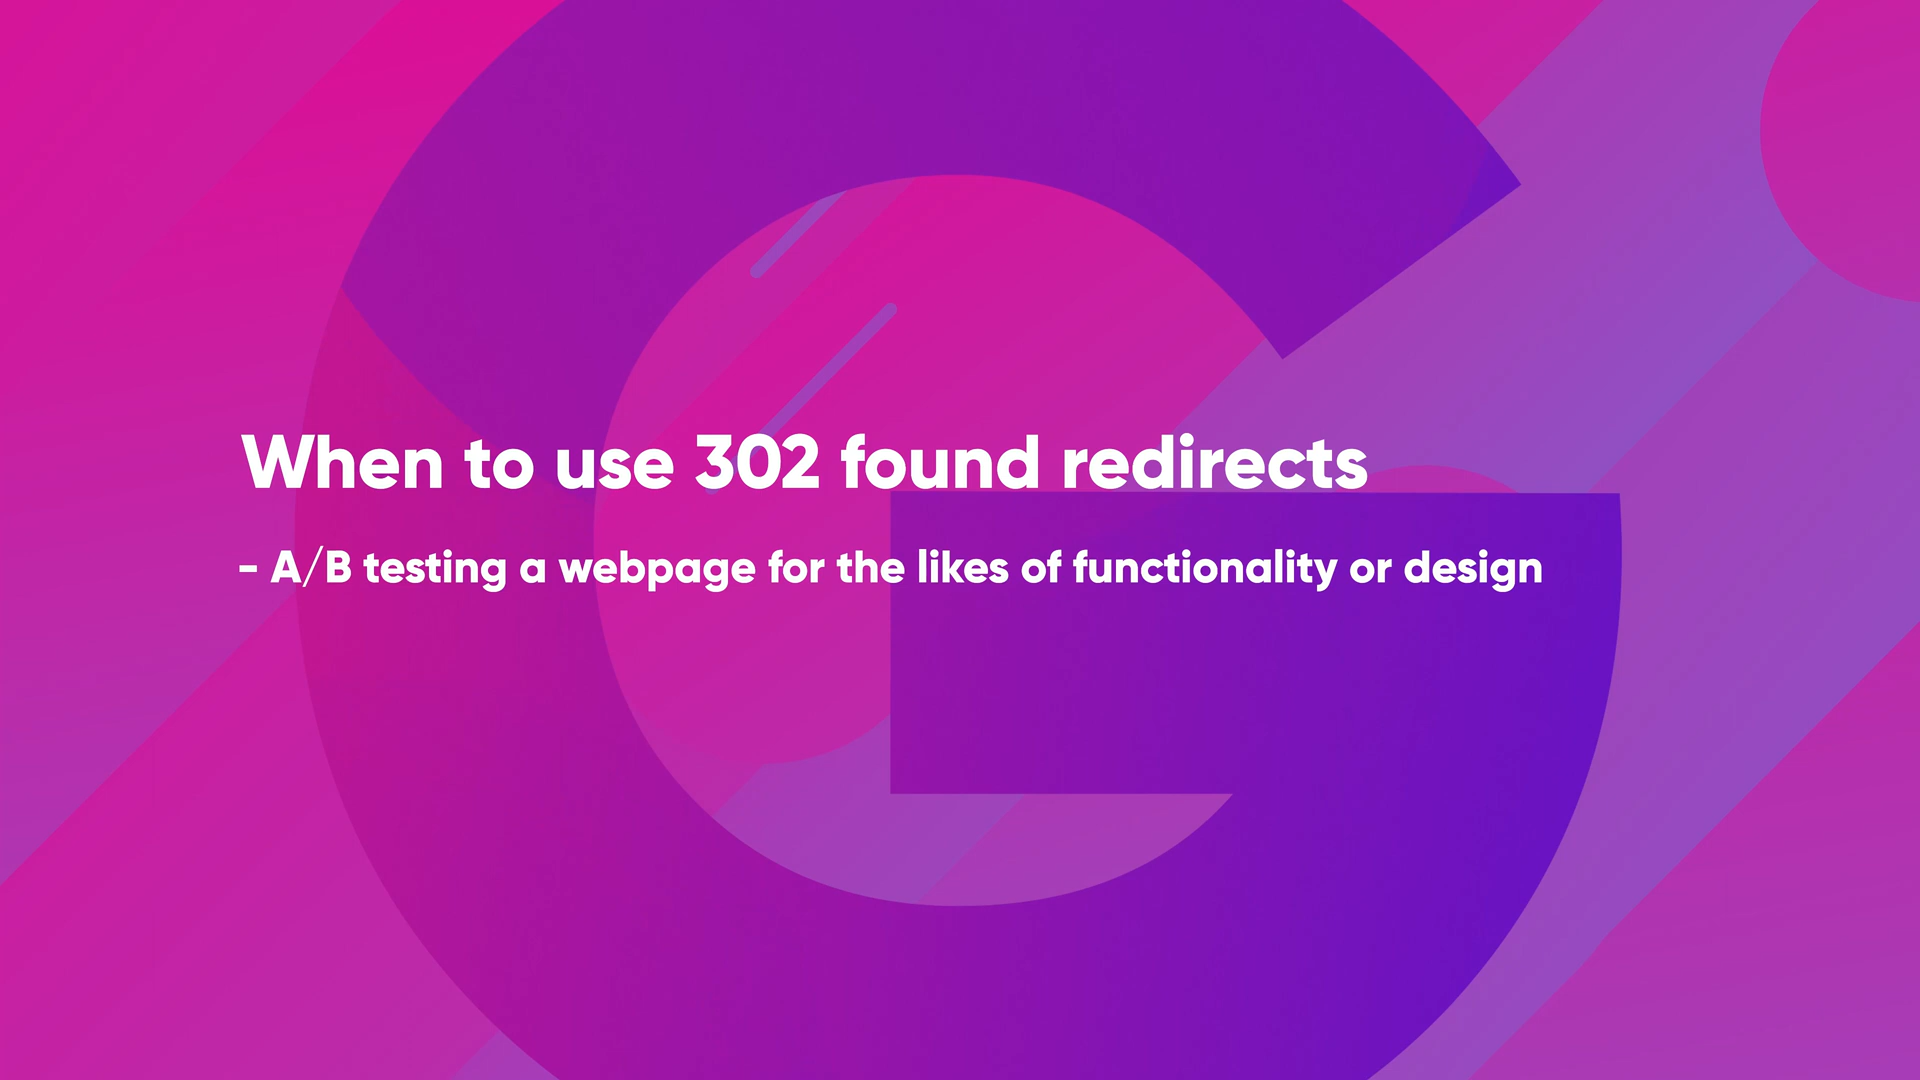 When to use 302 found redirects
- A/B testing a webpage for the likes of functionality or design